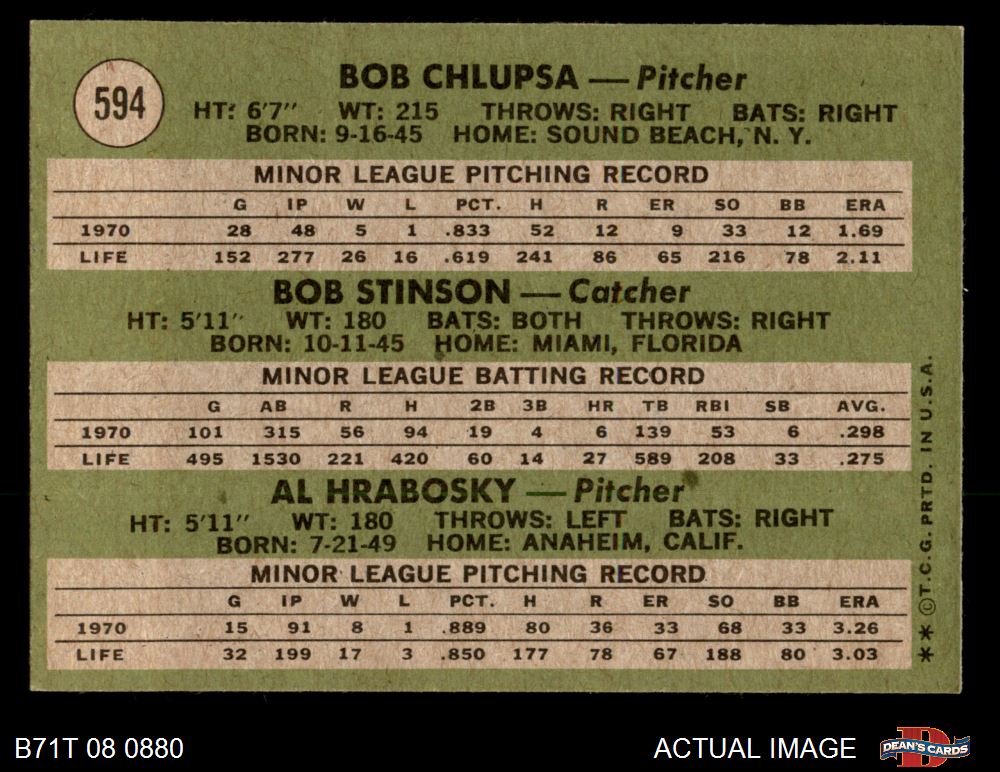 594
BOB CHLUPSA — Pitcher
HT: 6'7" WT: 215 THROWS: RIGHT BATS: RIGHT
BORN: 9-16-45 HOME: SOUND BEACH, N. Y.
MINOR LEAGUE PITCHING RECORD
G IP W L PCT. H R ER SO BB ERA
1970 28 48 5 1 .833 52 12 9 33 12 1.69
LIFE 152 277 26 16 .619 241 86 65 216 78 2.11
BOB STINSON — Catcher
HT: 5'11" WT: 180 BATS: BOTH THROWS: RIGHT
BORN: 10-11-45 HOME: MIAMI, FLORIDA
MINOR LEAGUE BATTING RECORD
G AB R H 2B 3B HR TB RBI SB AVG.
1970 101 315 56 94 19 4 6 139 53 6 .298
LIFE 495 1530 221 420 60 14 27 589 208 33 .275
AL HRABOSKY — Pitcher
HT: 5'11" WT: 180 THROWS: LEFT BATS: RIGHT
BORN: 7-21-49 HOME: ANAHEIM, CALIF.
MINOR LEAGUE PITCHING RECORD
G IP W L PCT. H R ER SO BB ERA
1970 15 91 8 1 .889 80 36 33 68 33 3.26
LIFE 32 199 17 3 .850 177 78 67 188 80 3.03
** ©T.C.G. PRTD. IN U.S.A.
B71T 08 0880
ACTUAL IMAGE
D
DEAN'S CARDS